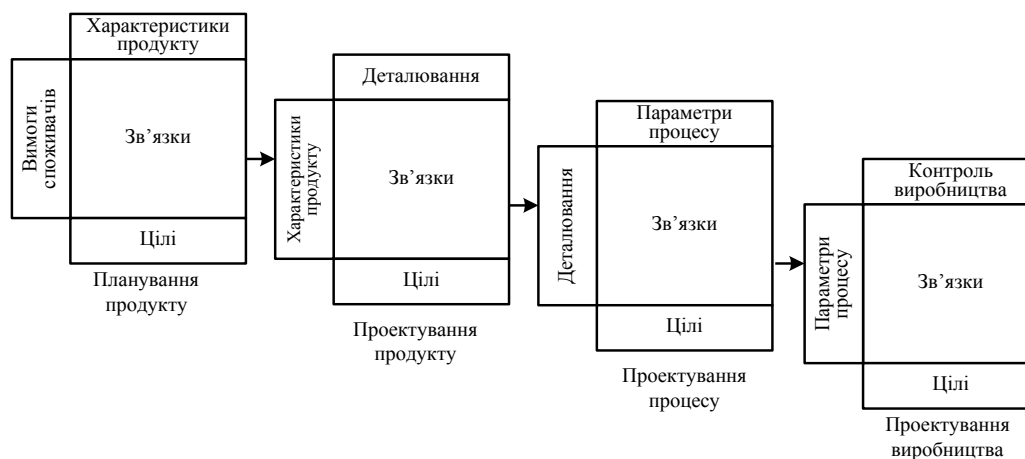 Характеристики
продукту
Вимоги
споживачів
Зв’язки
Цілі
Планування
продукту
Деталювання
Характеристики
продукту
Зв’язки
Цілі
Проектування
продукту
Параметри
процесу
Деталювання
Зв’язки
Цілі
Проектування
процесу
Контроль
виробництва
Параметри
процесу
Зв’язки
Цілі
Проектування
виробництва